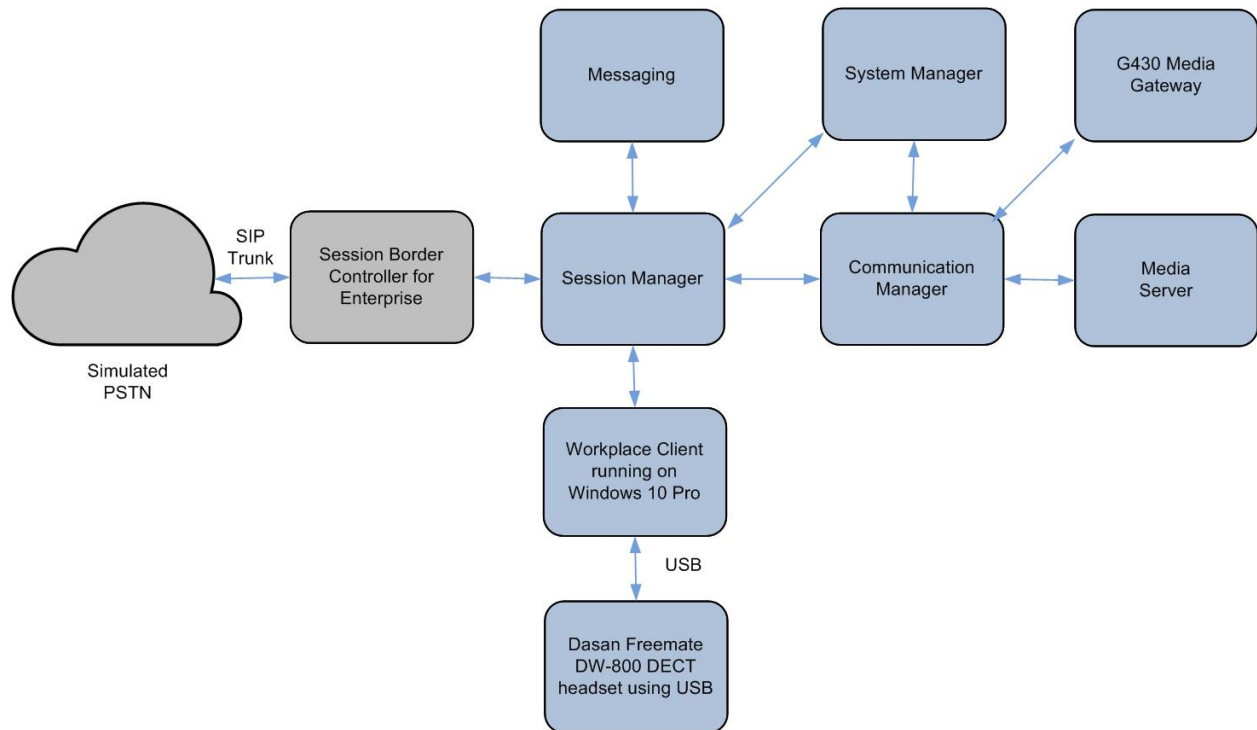 Messaging
System Manager
G430 Media
Gateway
SIP
Trunk
Session Border
Controller for
Enterprise
Session Manager
Communication
Manager
Media
Server
Simulated
PSTN
Workplace Client
running on
Windows 10 Pro
USB
Dasan Freemate
DW-800 DECT
headset using USB